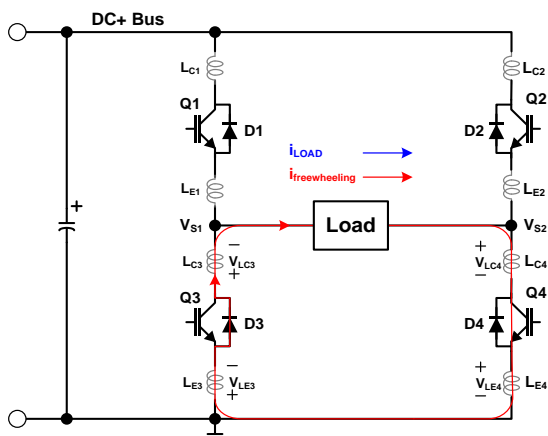 DC+ Bus
LC1
LC2
Q1
Q2
D1
D2
iLOAD
ifreewheeling
LE1
LE2
VS1
Load
VS2
−
+
LC3
VLC3
VLC4
LC4
+
−
Q3
Q4
D3
D4
−
+
LE3
VLE3
VLE4
LE4
+
−
+